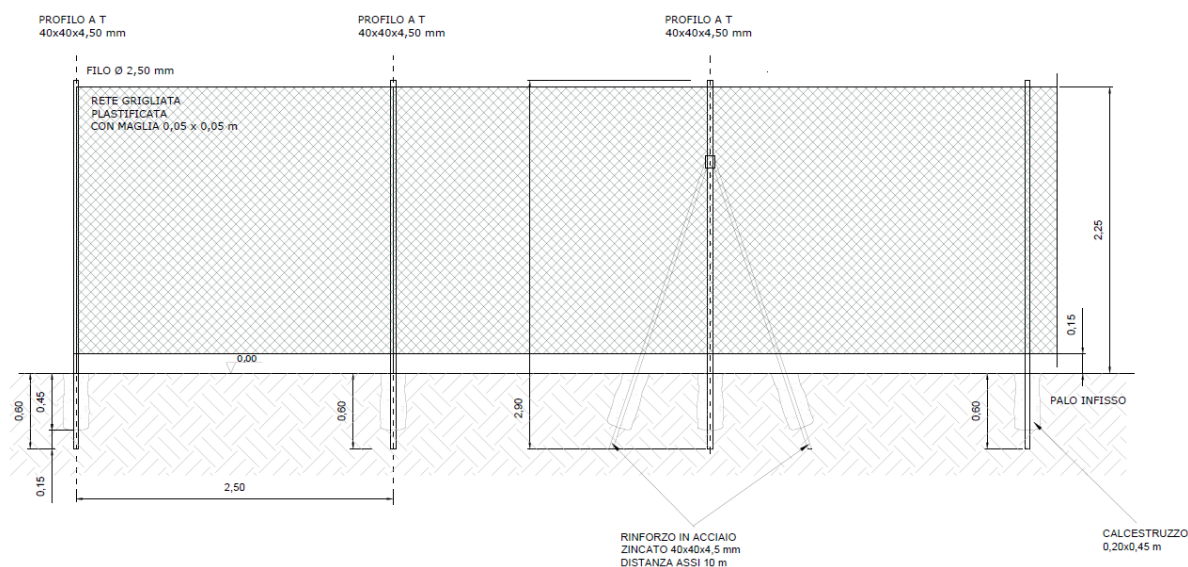 PROFILO A T
40x40x4,50 mm
PROFILO A T
40x40x4,50 mm
PROFILO A T
40x40x4,50 mm
FILO Ø 2,50 mm
RETE GRIGLIATA
PLASTIFICATA
CON MAGLIA 0,05 x 0,05 m
2,25
0,15
0,00
0,60
0,45
0,60
2,90
0,60
PALO INFISSO
0,15
2,50
RINFORZO IN ACCIAIO
ZINCATO 40x40x4,5 mm
DISTANZA ASSI 10 m
CALCESTRUZZO
0,20x0,45 m